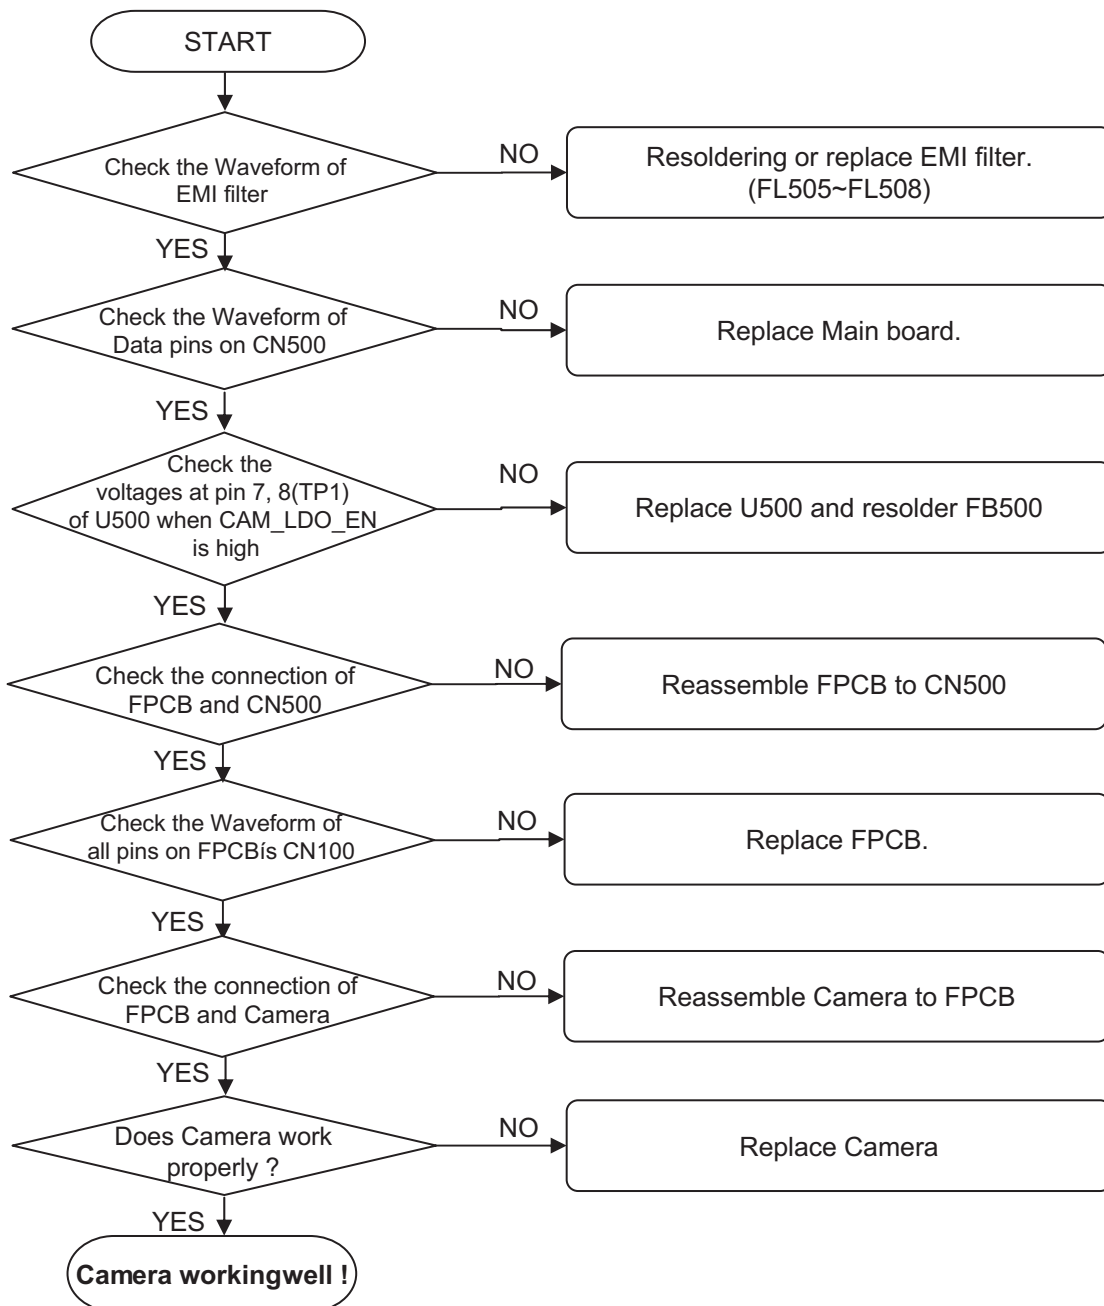 START
Check the Waveform of
EMI filter
NO
Resoldering or replace EMI filter.
(FL505~FL508)
YES
Check the Waveform of
Data pins on CN500
NO
Replace Main board.
YES
Check the
voltages at pin 7, 8(TP1)
of U500 when CAM_LDO_EN
is high
NO
Replace U500 and resolder FB500
YES
Check the connection of
FPCB and CN500
NO
Reassemble FPCB to CN500
YES
Check the Waveform of
all pins on FPCBís CN100
NO
Replace FPCB.
YES
Check the connection of
FPCB and Camera
NO
Reassemble Camera to FPCB
YES
Does Camera work
properly ?
NO
Replace Camera
YES
Camera workingwell !